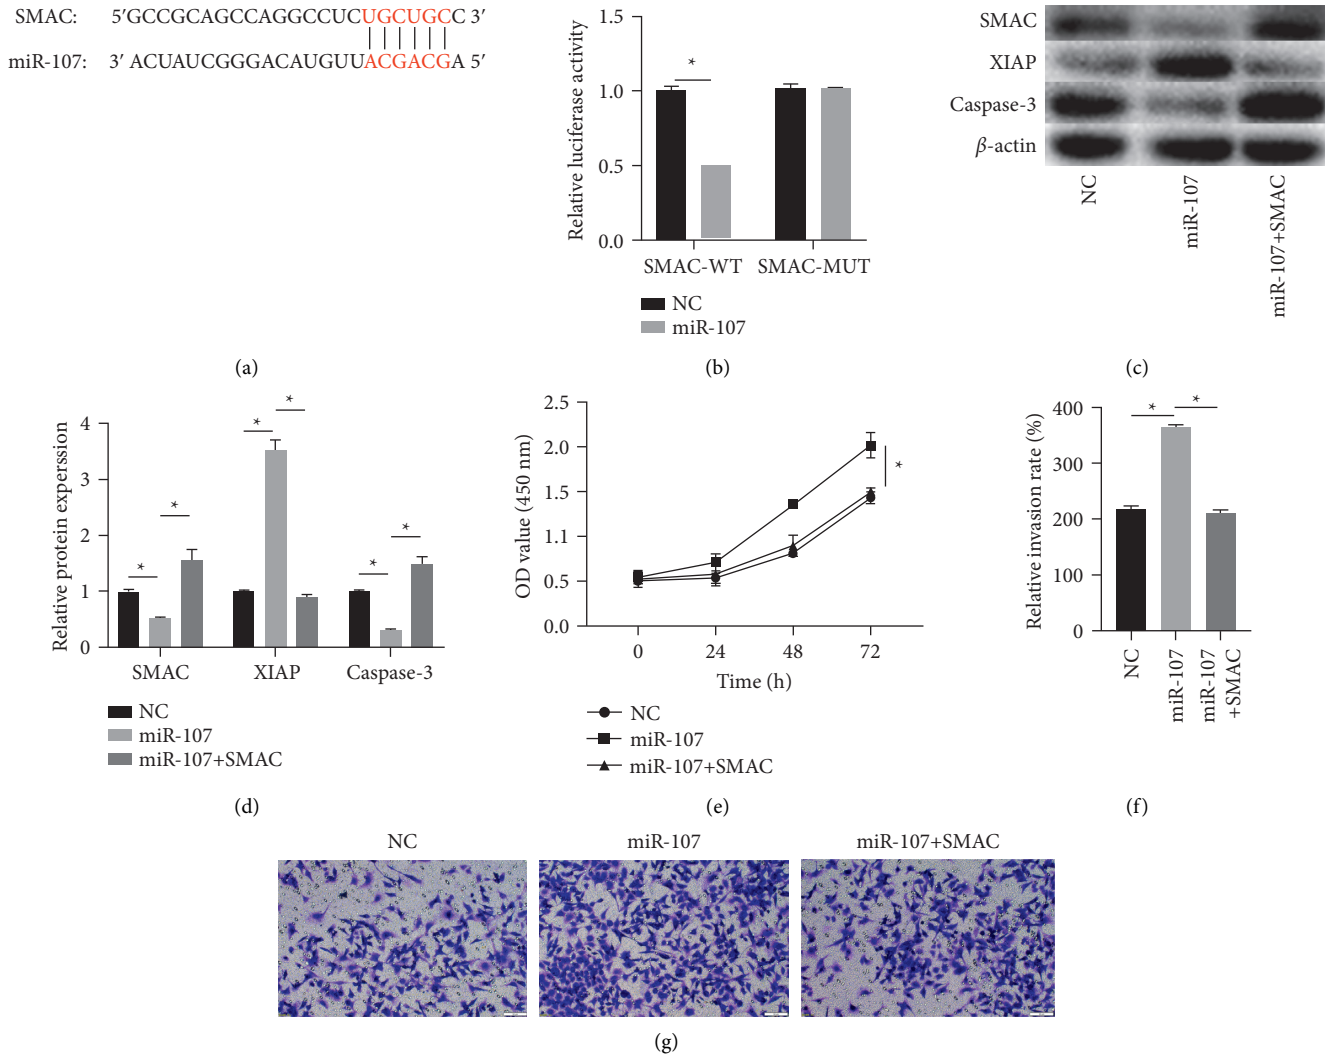 SMAC: 5′GCCGCAGCCAGGCCUCUGCUGCC 3′
miR-107: 3′ ACUAUCGGGACAUGUUACGACGA 5′
(a)
Relative luciferase activity
1.5
1.0
0.5
0.0
*
SMAC-WT SMAC-MUT
NC
miR-107
(b)
SMAC
XIAP
Caspase-3
β-actin
NC
miR-107
miR-107+SMAC
(c)
Relative protein experssion
4
3
2
1
0
* * * * * *
SMAC XIAP Caspase-3
NC
miR-107
miR-107+SMAC
(d)
OD value (450 nm)
2.5
2.0
1.5
1.1
0.5
0.0
*
0 24 48 72
Time (h)
NC
miR-107
miR-107+SMAC
(e)
Relative invasion rate (%)
400
300
200
100
0
* *
NC
miR-107
miR-107
+SMAC
(f)
NC miR-107 miR-107+SMAC
(g)